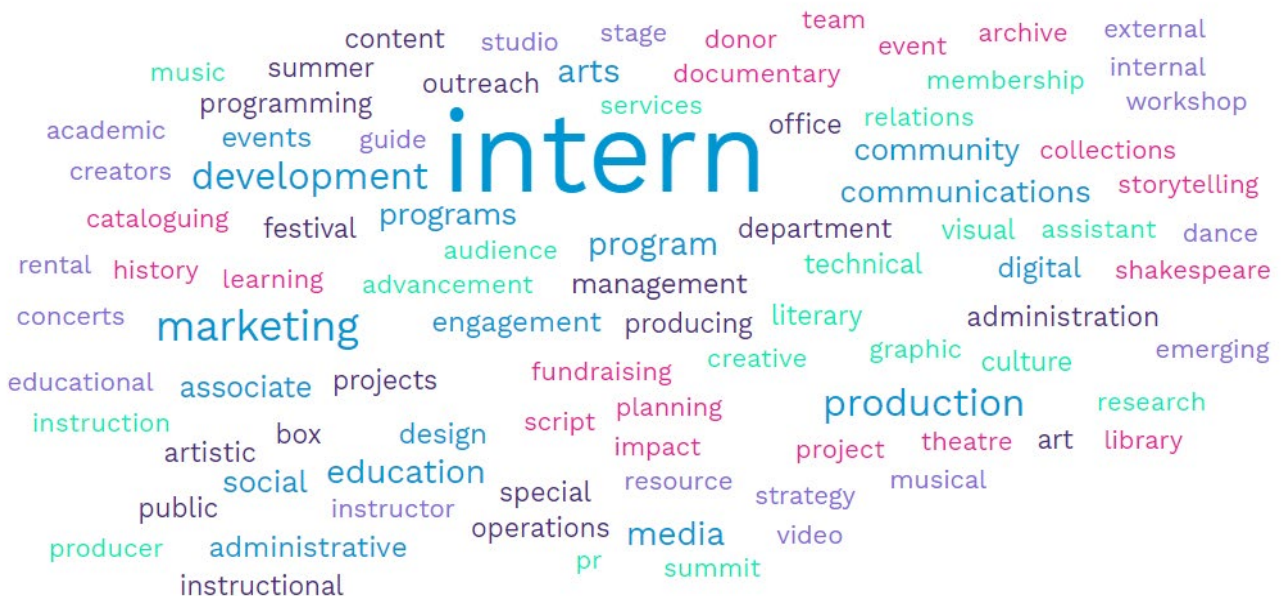 team
content studio stage donor event archive external
music summer outreach arts documentary membership internal
programming services office relations workshop
academic events guide intern community collections
creators development communications storytelling
cataloguing festival programs audience program department visual assistant dance
rental history learning advancement management technical digital shakespeare
concerts marketing engagement producing literary administration
educational associate projects fundraising creative graphic culture emerging
instruction box design script planning production research
artistic impact project theatre art library
social education special resource strategy musical
public instructor operations media video
producer administrative pr summit
instructional